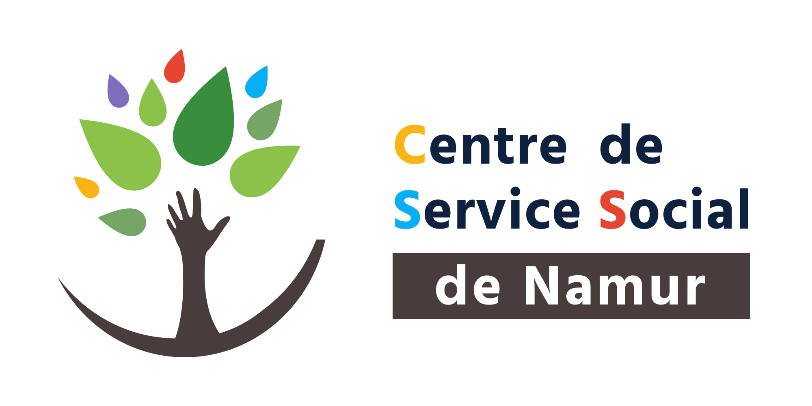 Centre de
Service Social
de Namur